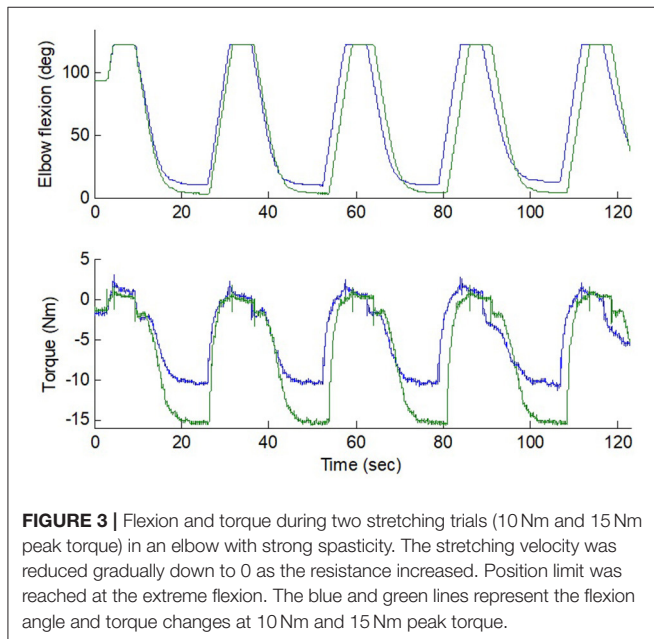 100
50
0
Elbow flexion (deg)
0 20 40 60 80 100 120
5
0
-5
-10
-15
Torque (Nm)
0 20 40 60 80 100 120
Time (sec)
FIGURE 3 | Flexion and torque during two stretching trials (10 Nm and 15 Nm
peak torque) in an elbow with strong spasticity. The stretching velocity was
reduced gradually down to 0 as the resistance increased. Position limit was
reached at the extreme flexion. The blue and green lines represent the flexion
angle and torque changes at 10 Nm and 15 Nm peak torque.